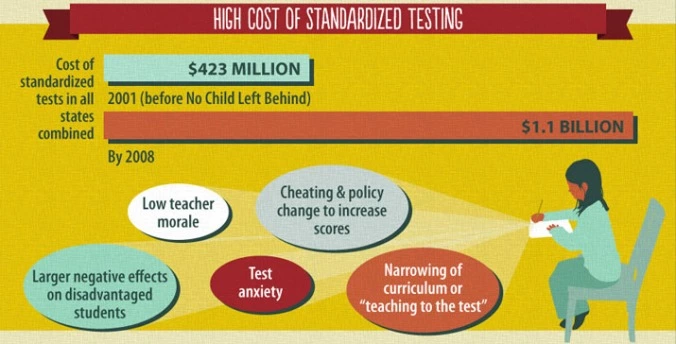 HIGH COST OF STANDARDIZED TESTING
Cost of
standardized
tests in all
states
combined
$423 MILLION
2001 (before No Child Left Behind)
$1.1 BILLION
By 2008
Low teacher
morale
Cheating & policy
change to increase
scores
Larger negative effects
on disadvantaged
students
Test
anxiety
Narrowing of
curriculum or
“teaching to the test”